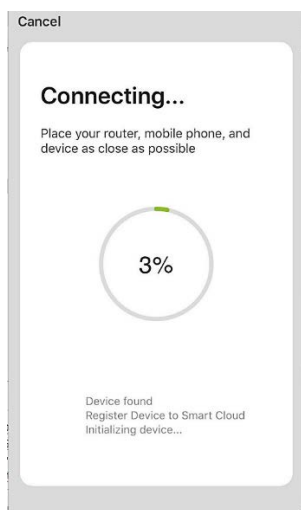 Cancel
Connecting...
Place your router, mobile phone, and
device as close as possible
3%
Device found
Register Device to Smart Cloud
Initializing device...